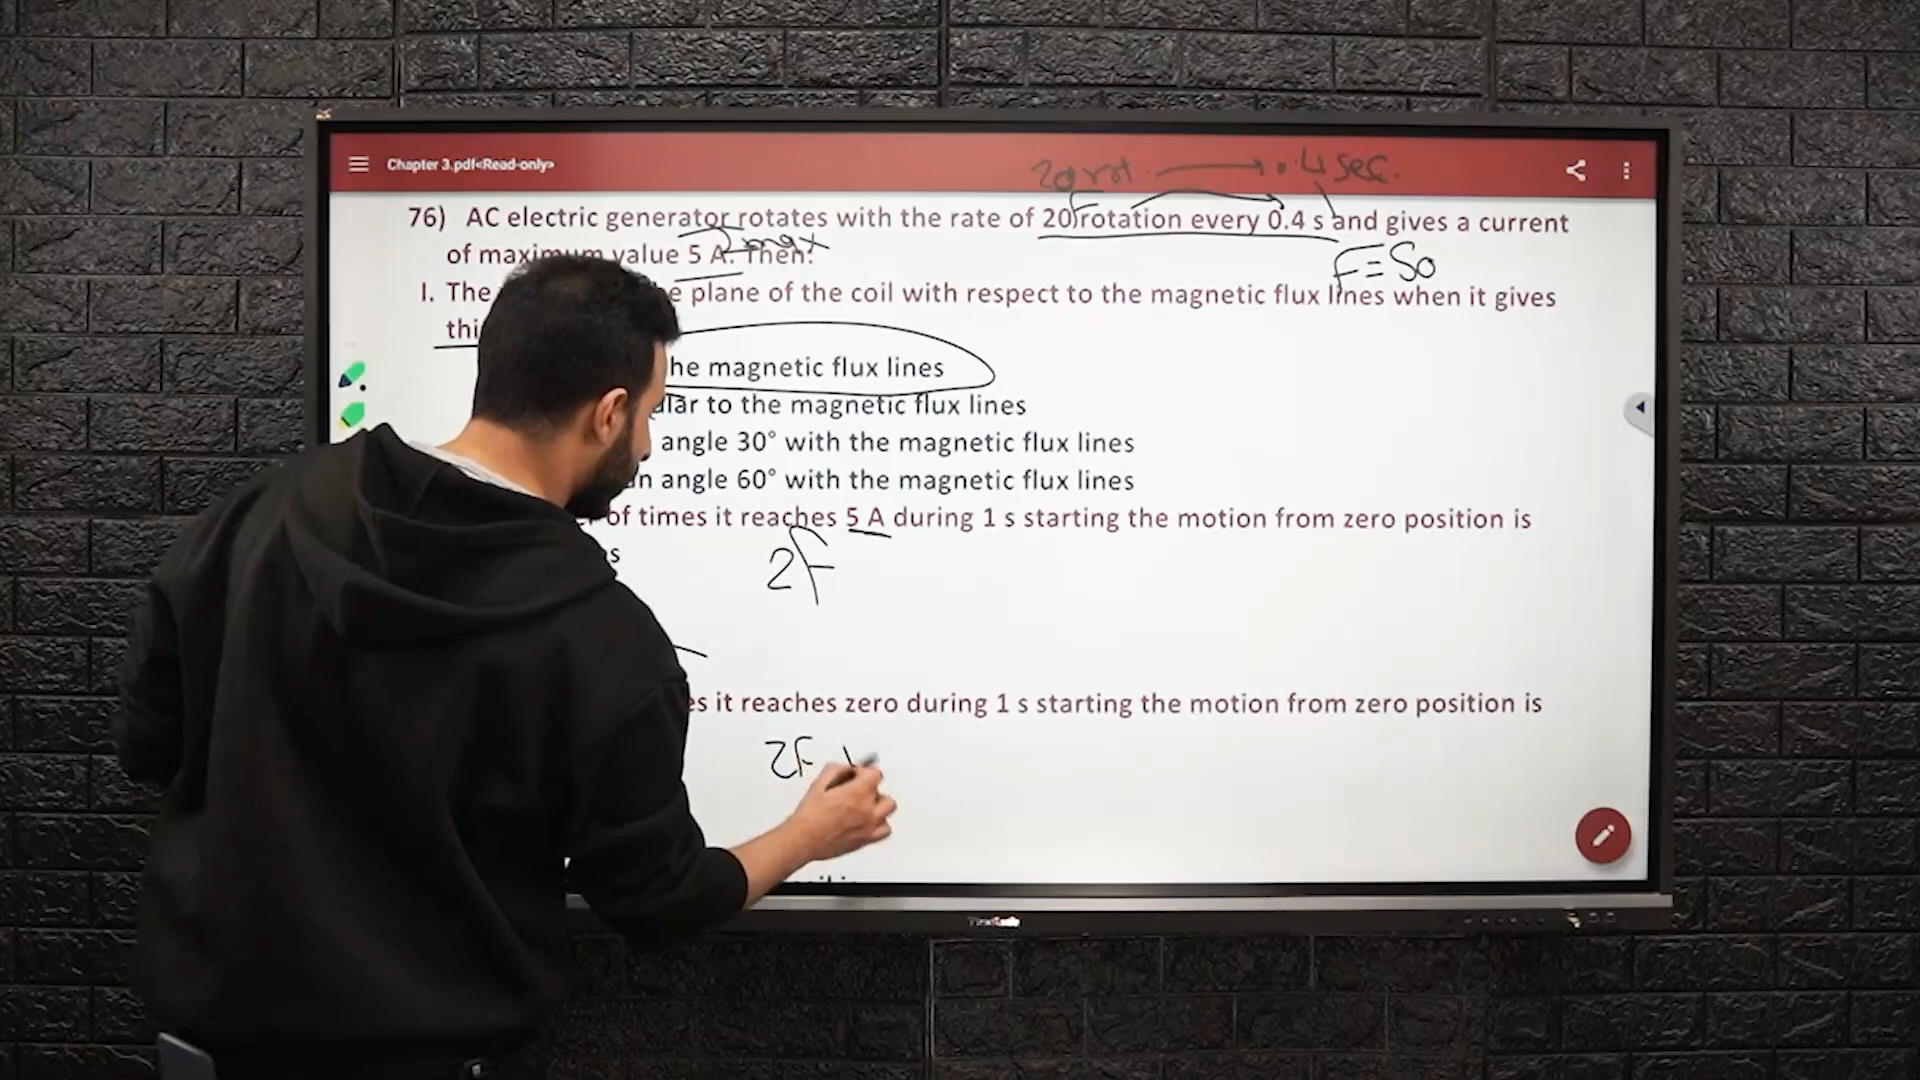 Chapter 3.pdf«Read-only»
20 rot → .4 sec.
76) AC electric generator rotates with the rate of 20 rotation every 0.4 s and gives a current
max
of maximum value 5 A. Then:
F=50
I. The plane of the coil with respect to the magnetic flux lines when it gives
the magnetic flux lines
to the magnetic flux lines
angle 30° with the magnetic flux lines
an angle 60° with the magnetic flux lines
of times it reaches 5 A during 1 s starting the motion from zero position is
2F
it reaches zero during 1 s starting the motion from zero position is
2F
ViewSonic